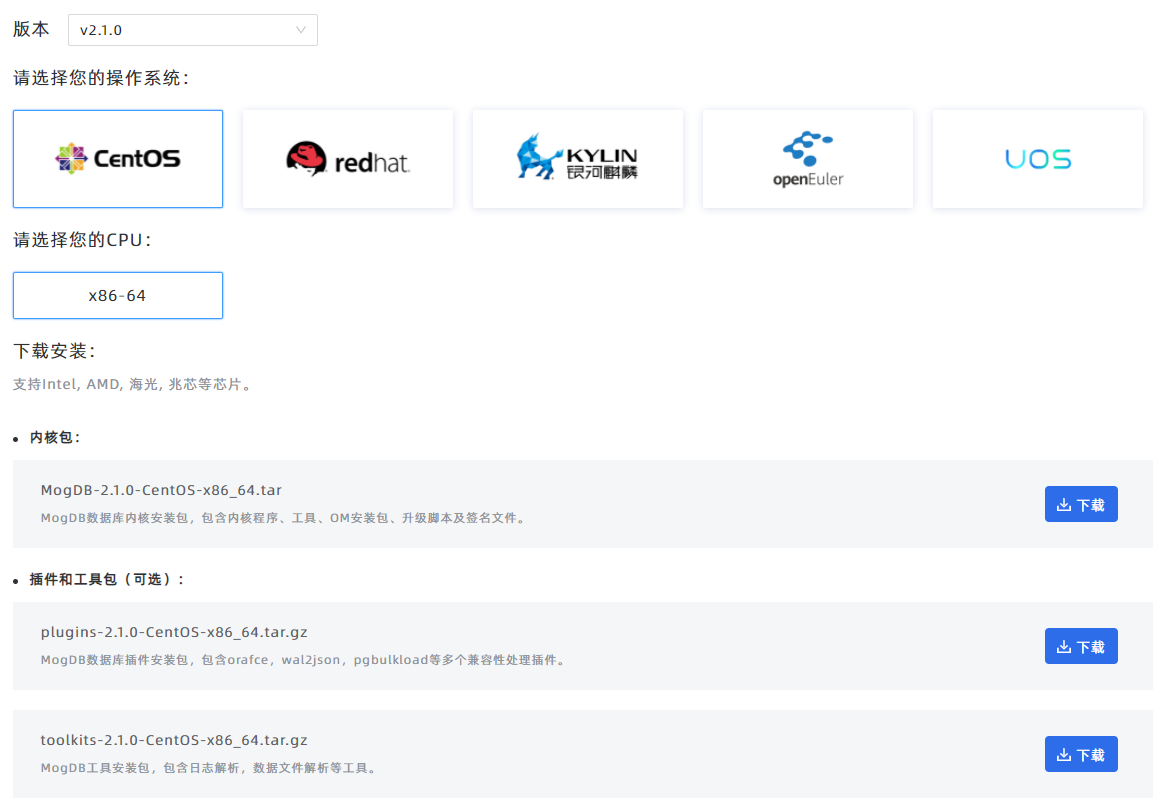 版本 v2.1.0
请选择您的操作系统：
CentOS redhat. KYLIN 银河麒麟 openEuler UOS
请选择您的CPU：
x86-64
下载安装：
支持Intel, AMD, 海光, 兆芯等芯片。
内核包：
MogDB-2.1.0-CentOS-x86_64.tar
MogDB数据库内核安装包，包含内核程序、工具、OM安装包、升级脚本及签名文件。
下载
插件和工具包（可选）：
plugins-2.1.0-CentOS-x86_64.tar.gz
MogDB数据库插件安装包，包含orafce，wal2json，pgbulkload等多个兼容性处理插件。
下载
toolkits-2.1.0-CentOS-x86_64.tar.gz
MogDB工具安装包，包含日志解析，数据文件解析等工具。
下载